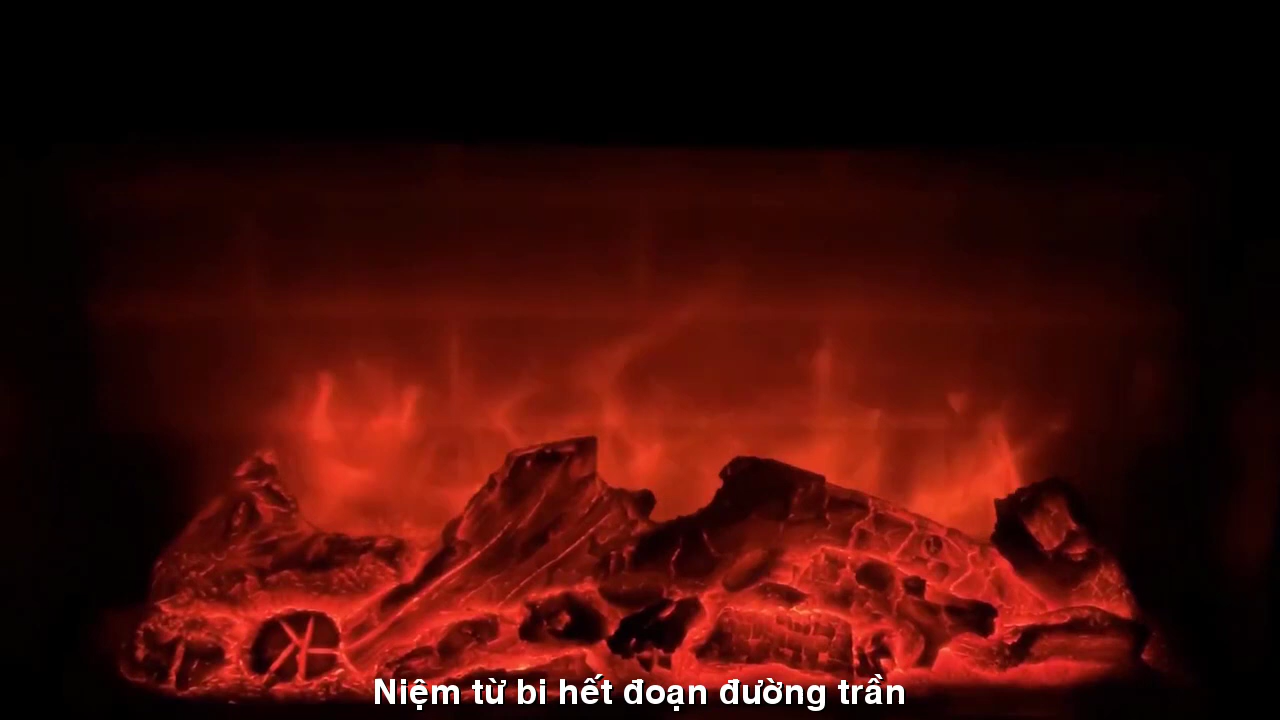 Niệm từ bi hết đoạn đường trần